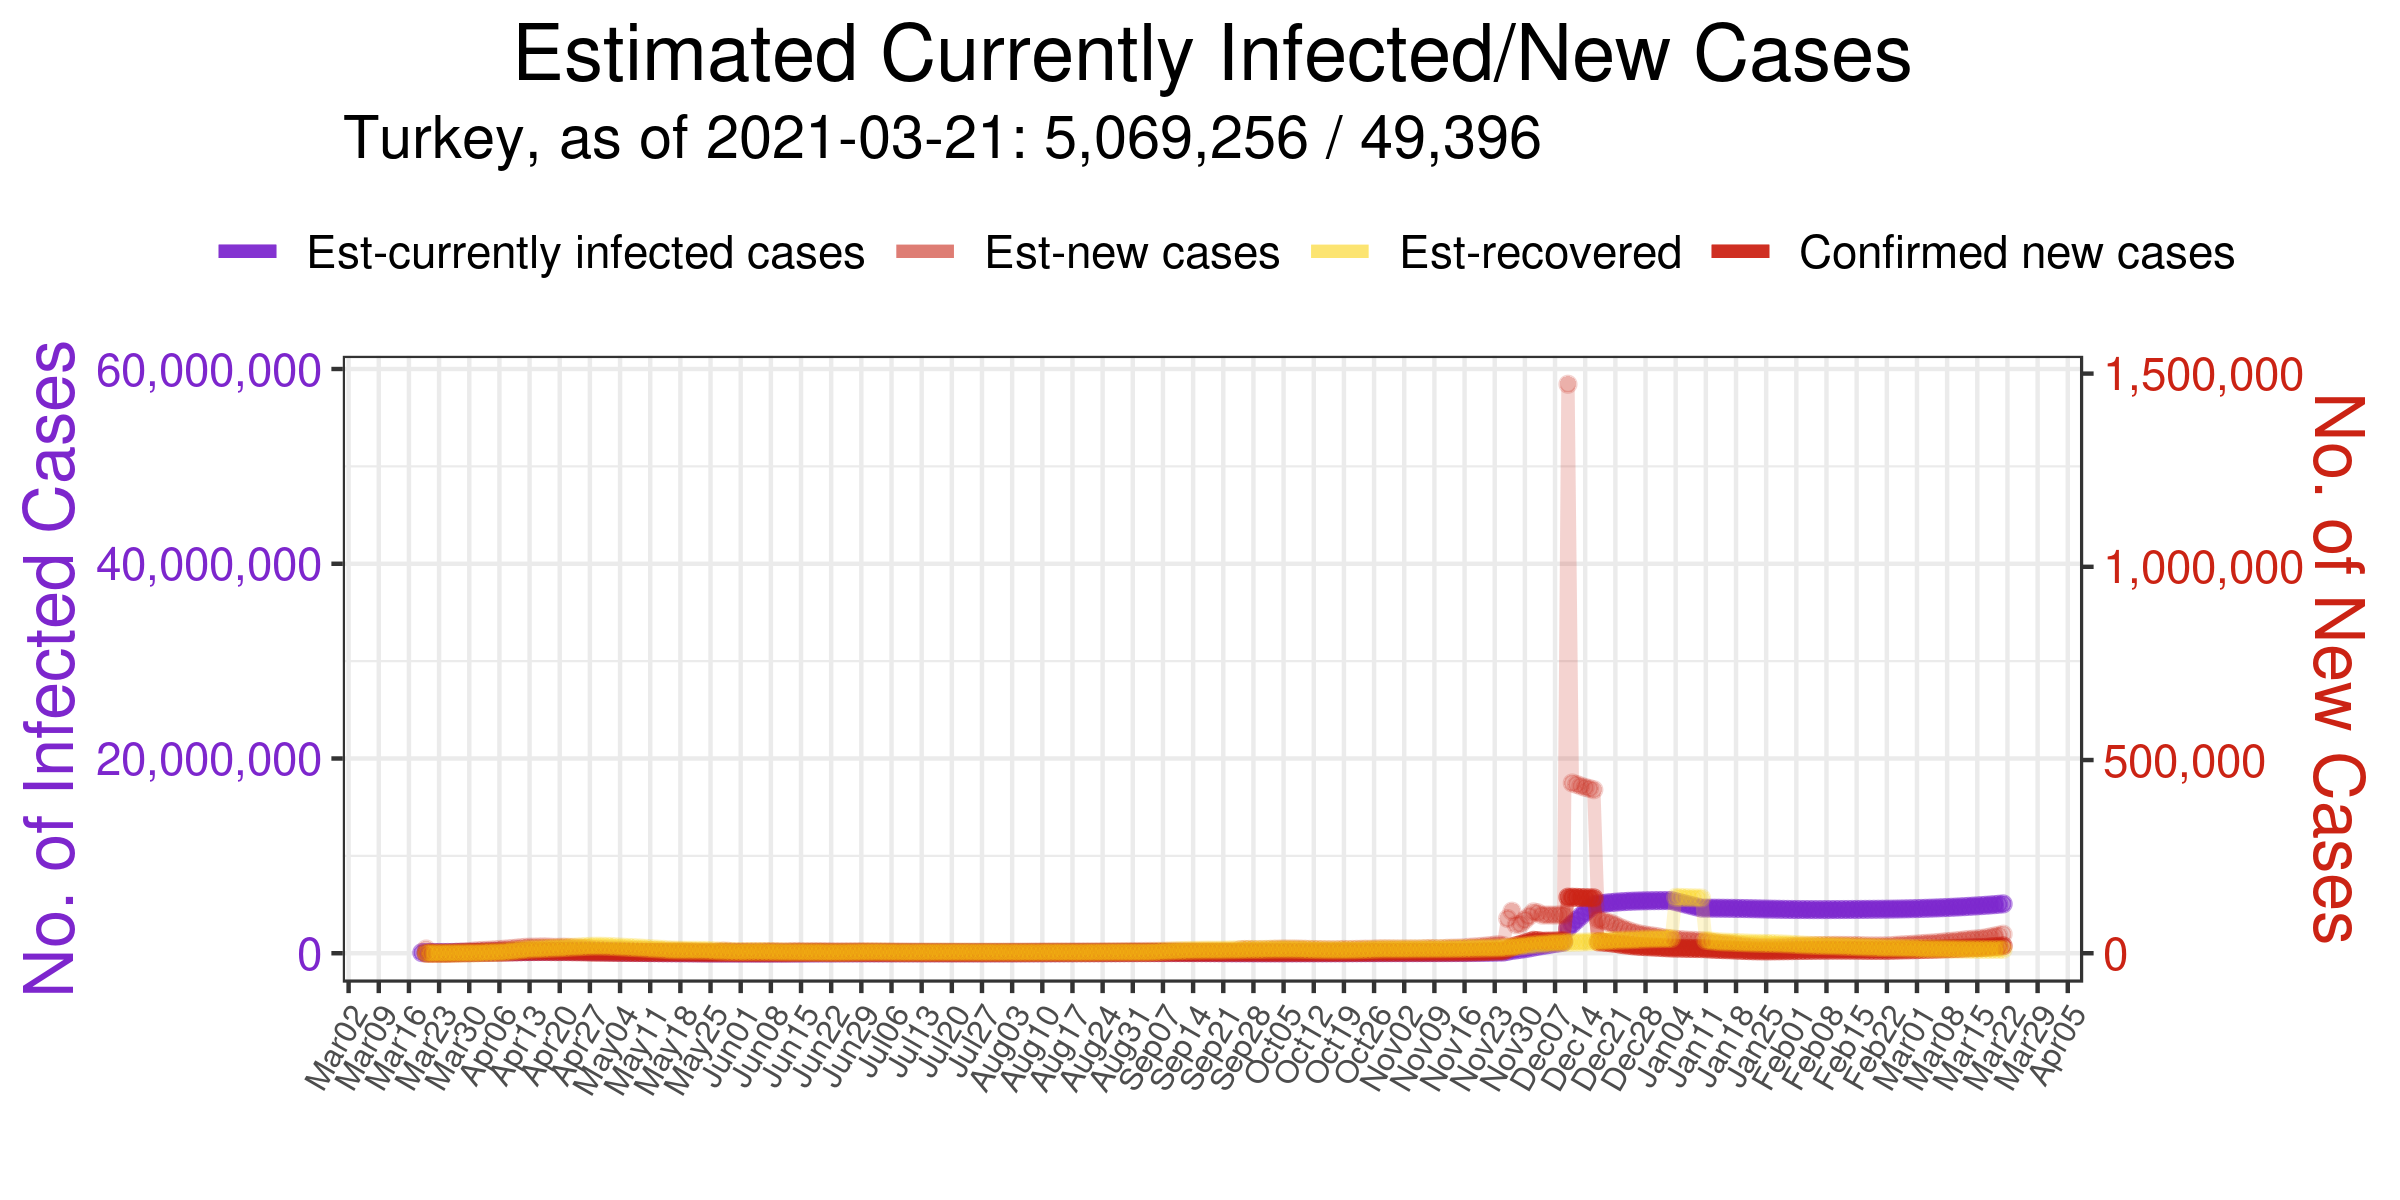 Estimated Currently Infected/New Cases
Turkey, as of 2021-03-21: 5,069,256 / 49,396
Est-currently infected cases Est-new cases Est-recovered Confirmed new cases
No. of Infected Cases
60,000,000
40,000,000
20,000,000
0
1,500,000
1,000,000
500,000
0
No. of New Cases
Mar02 Mar09 Mar16 Mar23 Mar30 Apr06 Apr13 Apr20 Apr27 May04 May11 May18 May25 Jun01 Jun08 Jun15 Jun22 Jun29 Jul06 Jul13 Jul20 Jul27 Aug03 Aug10 Aug17 Aug24 Aug31 Sep07 Sep14 Sep21 Sep28 Oct05 Oct12 Oct19 Oct26 Nov02 Nov09 Nov16 Nov23 Nov30 Dec07 Dec14 Dec21 Dec28 Jan04 Jan11 Jan18 Jan25 Feb01 Feb08 Feb15 Feb22 Mar01 Mar08 Mar15 Mar22 Mar29 Apr05